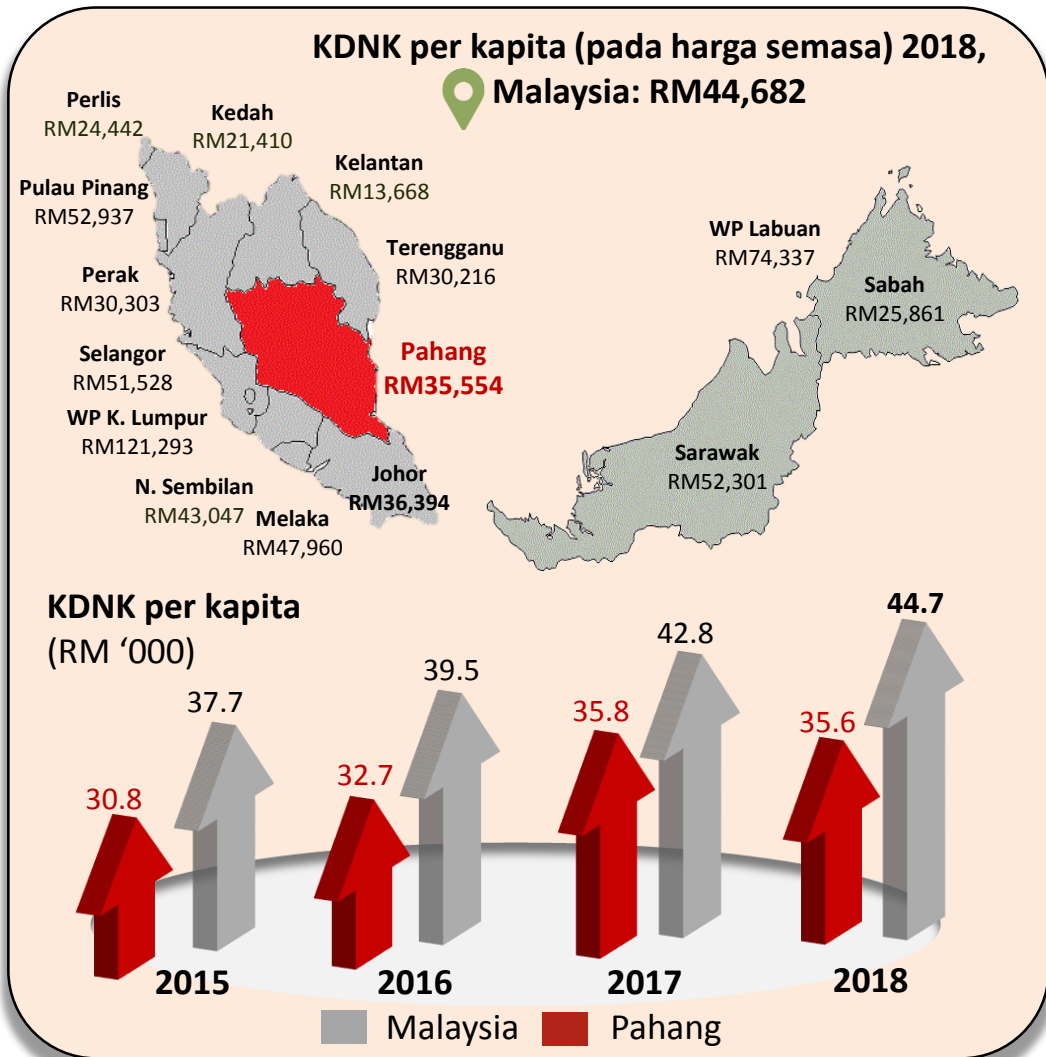 KDNK per kapita (pada harga semasa) 2018,
Malaysia: RM44,682
Perlis
RM24,442
Kedah
RM21,410
Kelantan
RM13,668
Pulau Pinang
RM52,937
Terengganu
RM30,216
Perak
RM30,303
Selangor
RM51,528
Pahang
RM35,554
WP K. Lumpur
RM121,293
N. Sembilan
RM43,047
Melaka
RM47,960
Johor
RM36,394
WP Labuan
RM74,337
Sabah
RM25,861
Sarawak
RM52,301
KDNK per kapita
(RM ‘000)
30.8
37.7
32.7
39.5
35.8
42.8
35.6
44.7
2015
2016
2017
2018
Malaysia
Pahang